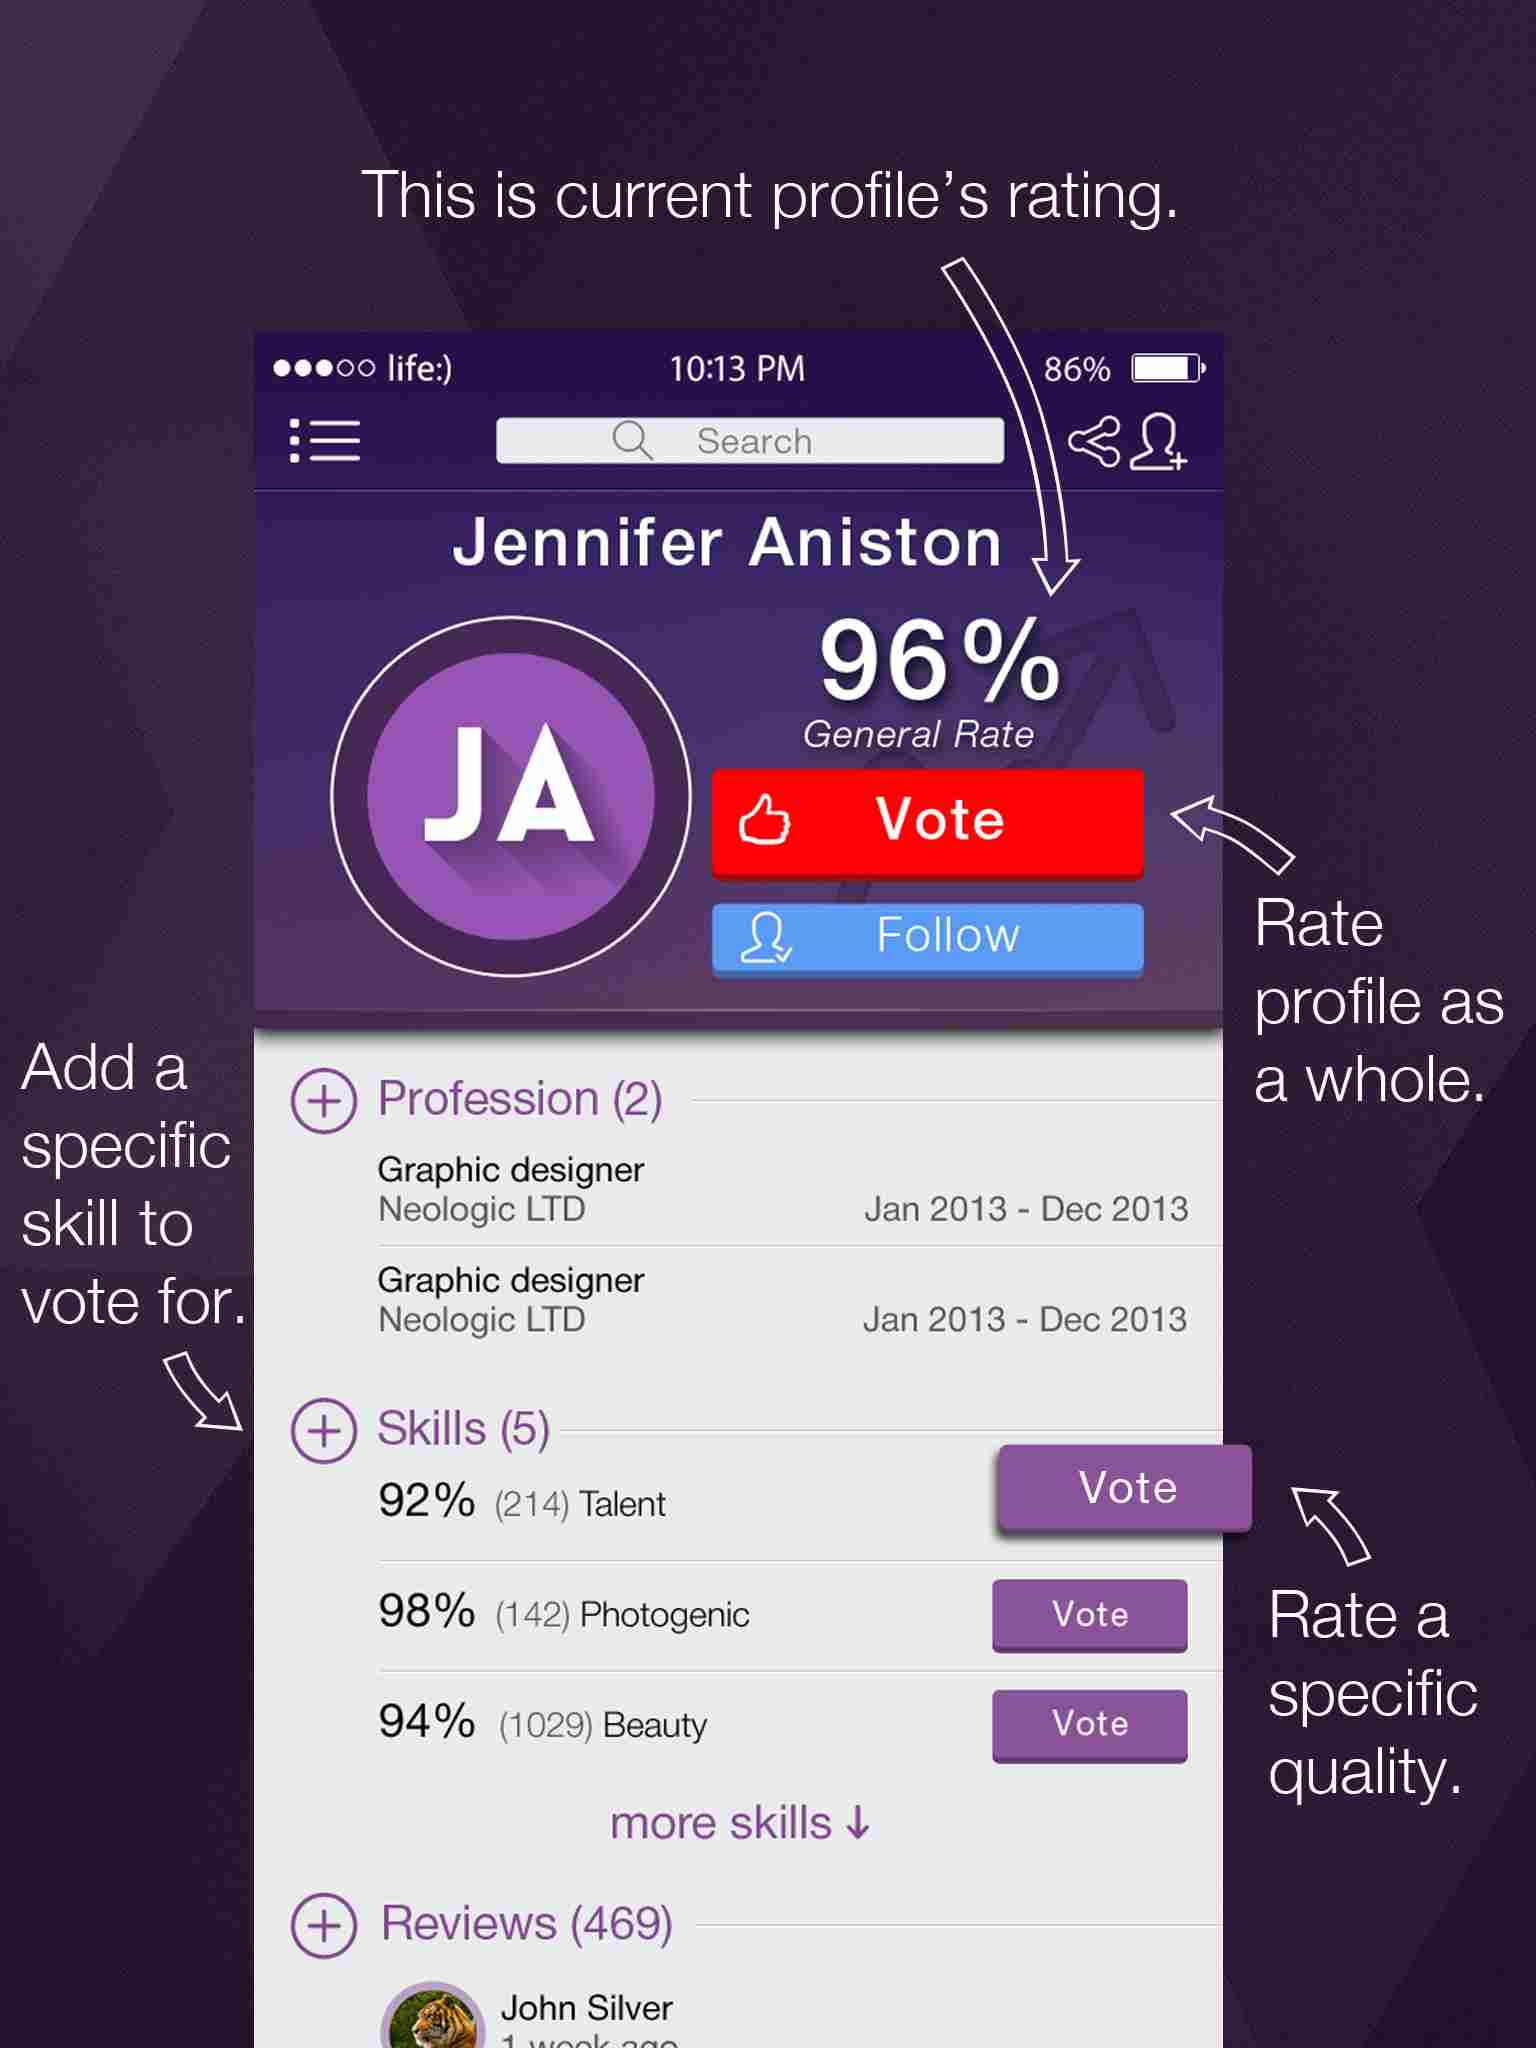 This is current profile's rating.
life:) 10:13 PM 86%
Search
Jennifer Aniston
JA
96%
General Rate
Vote
Follow
Rate
profile as
a whole.
Add a
specific
skill to
vote for.
Profession (2)
Graphic designer
Neologic LTD Jan 2013 - Dec 2013
Graphic designer
Neologic LTD Jan 2013 - Dec 2013
Skills (5)
92% (214) Talent Vote
98% (142) Photogenic Vote
94% (1029) Beauty Vote
Rate a
specific
quality.
more skills ↓
Reviews (469)
John Silver
1 week ago